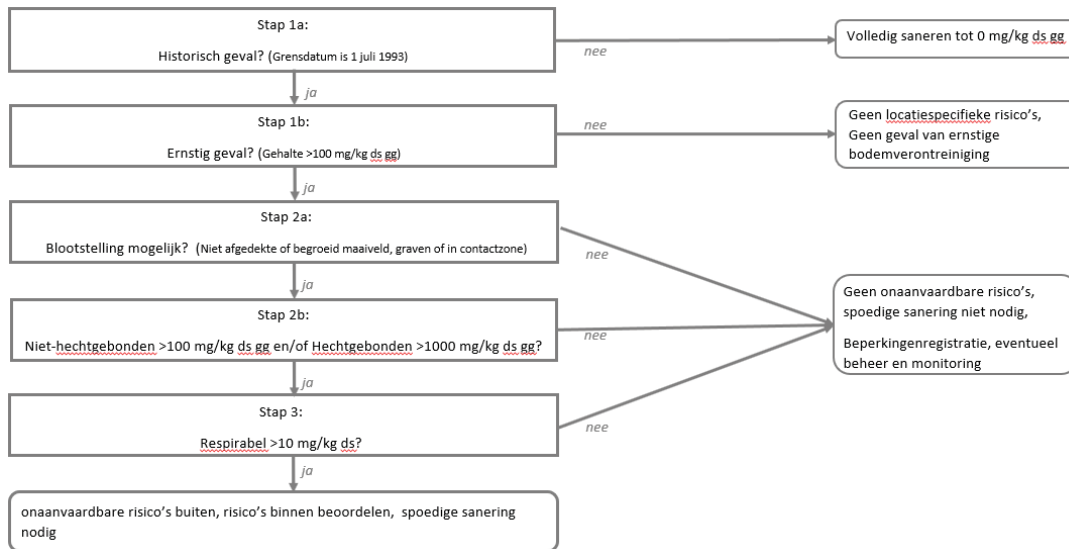 Stap 1a:
Historisch geval? (Grensdatum is 1 juli 1993)
nee
Volledig saneren tot 0 mg/kg ds gg
ja
Stap 1b:
Ernstig geval? (Gehalte >100 mg/kg ds gg)
nee
Geen locatiespecifieke risico's,
Geen geval van ernstige
bodemverontreiniging
ja
Stap 2a:
Blootstelling mogelijk? (Niet afgedekte of begroeid maaiveld, graven of in contactzone)
nee
ja
Stap 2b:
Niet-hechtgebonden >100 mg/kg ds gg en/of Hechtgebonden >1000 mg/kg ds gg?
nee
Geen onaanvaardbare risico's,
spoedige sanering niet nodig,
Beperkingenregistratie, eventueel
beheer en monitoring
ja
Stap 3:
Respirabel >10 mg/kg ds?
nee
ja
onaanvaardbare risico's buiten, risico's binnen beoordelen, spoedige sanering
nodig